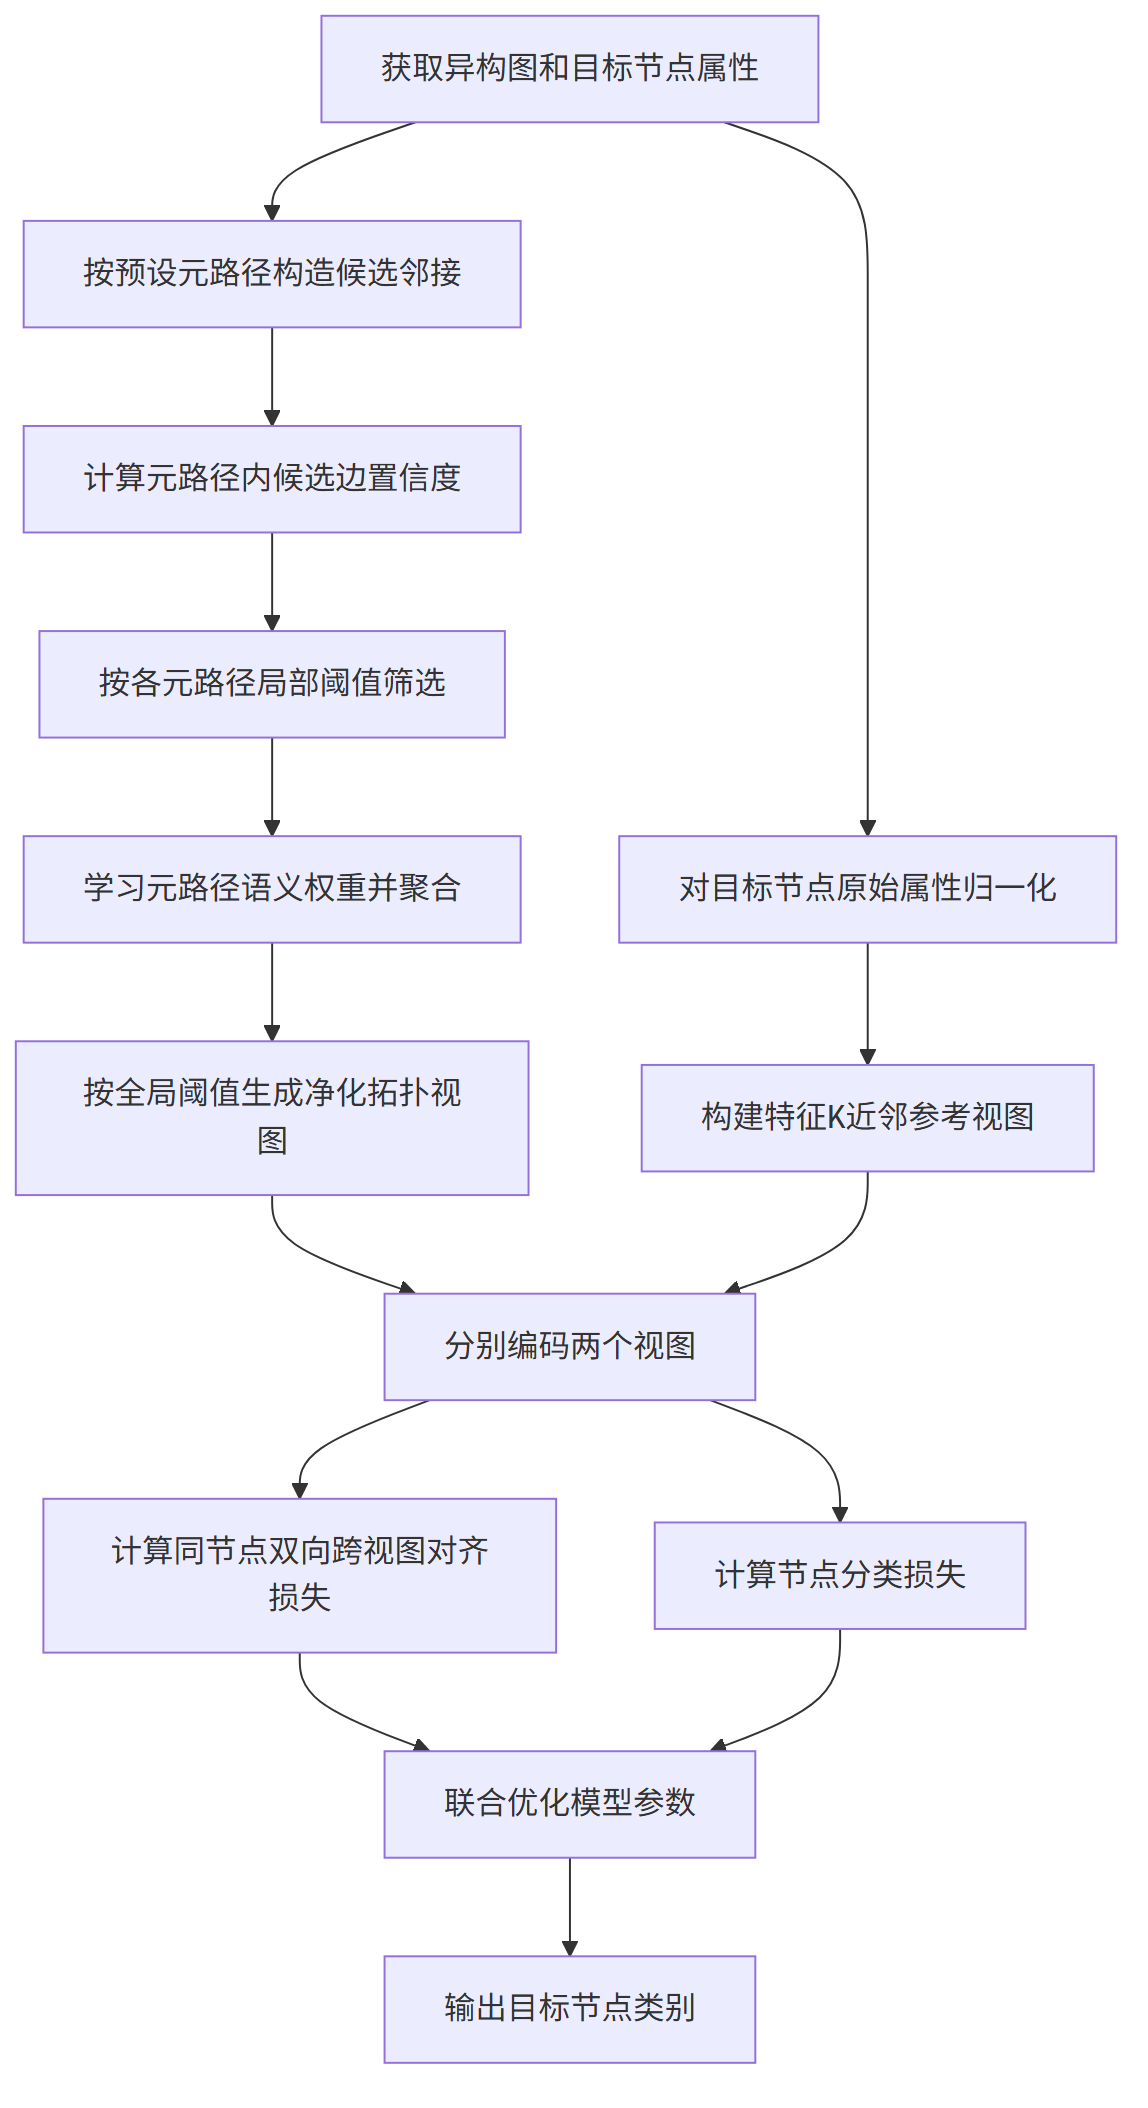 获取异构图和目标节点属性
按预设元路径构造候选邻接
计算元路径内候选边置信度
按各元路径局部阈值筛选
学习元路径语义权重并聚合
对目标节点原始属性归一化
按全局阈值生成净化拓扑视
图
构建特征K近邻参考视图
分别编码两个视图
计算同节点双向跨视图对齐
损失
计算节点分类损失
联合优化模型参数
输出目标节点类别